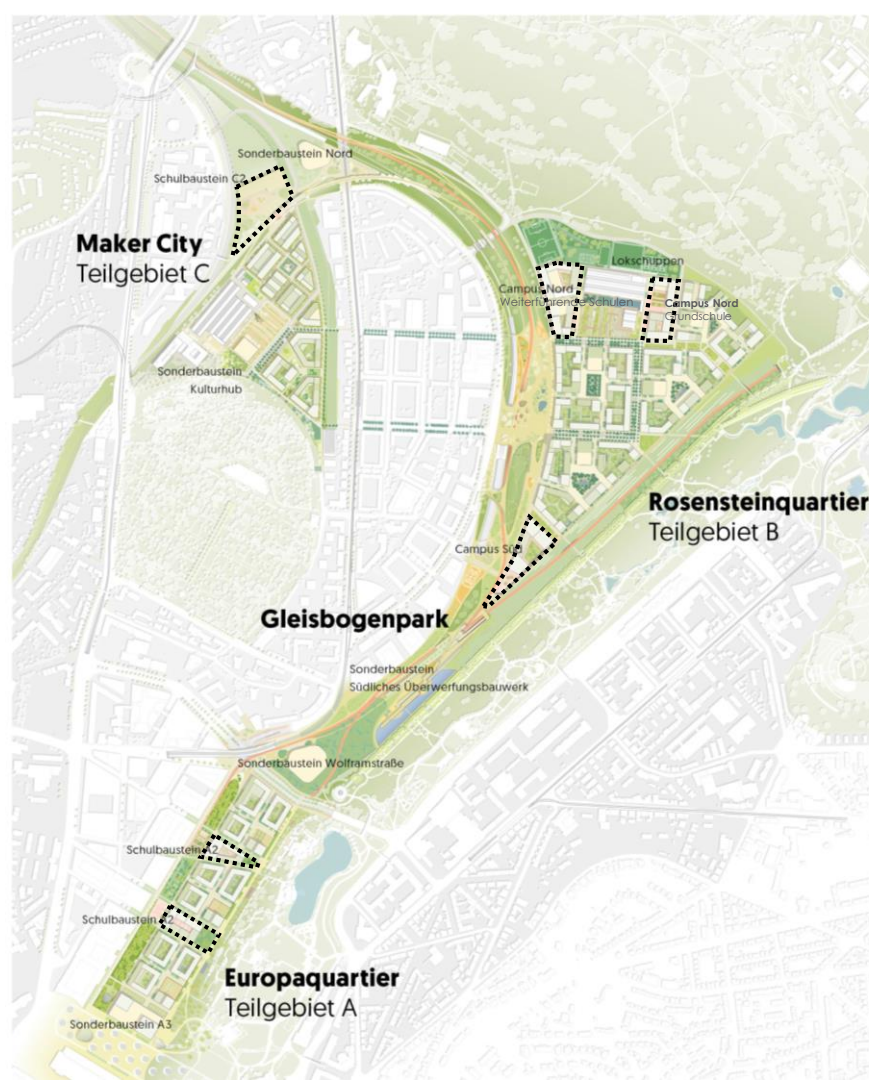 Sonderbaustein Nord
Schulbaustein C2
Maker City
Teilgebiet C
Lokschuppen
Campus Nord
Weiterführende Schulen
Campus Nord
Grundschule
Sonderbaustein
Kulturhub
Rosensteinquartier
Teilgebiet B
Campus Süd
Gleisbogenpark
Sonderbaustein
Südliches Überwerfungsbauwerk
Sonderbaustein Wolframstraße
Schulbaustein A2
Schulbaustein A2
Europaquartier
Teilgebiet A
Sonderbaustein A3